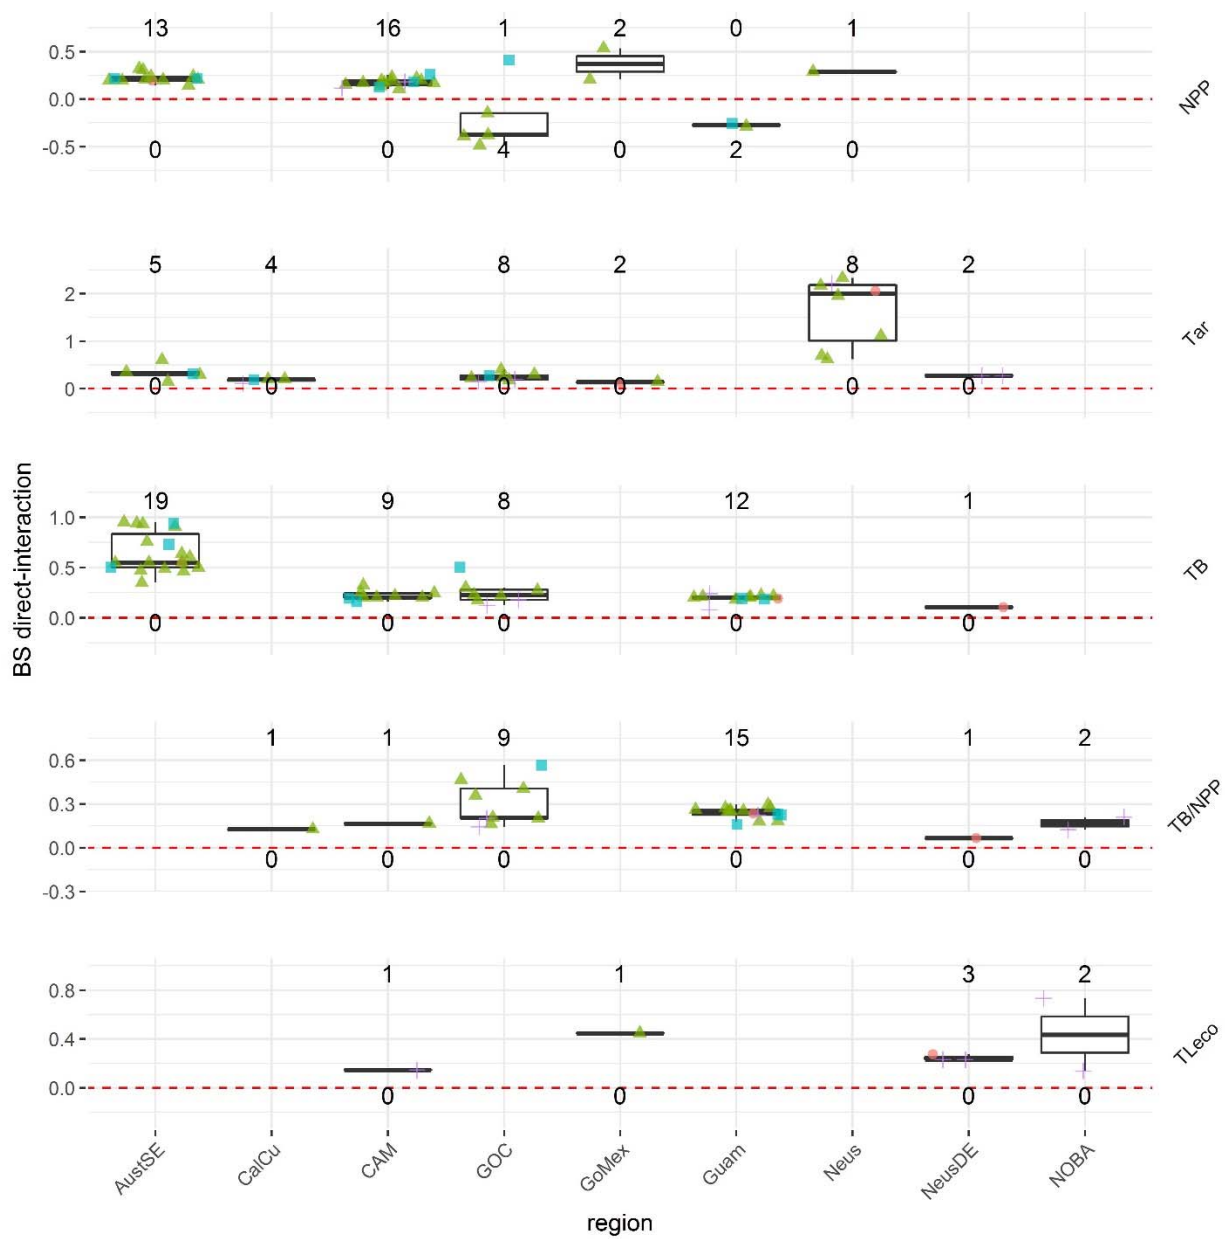 13 16 1 2 0 1
0.5
0.0
-0.5
0 0 4 0 2 0
NPP
5 4 8 2 8 2
2
1
0
0 0 0 0 0 0
Tar
19 9 8 12 1
1.0
0.5
0.0
0 0 0 0 0
TB
BS direct-interaction
1 1 9 15 1 2
0.6
0.3
0.0
-0.3
0 0 0 0 0 0
TB/NPP
1 1 3 2
0.8
0.4
0.0
0 0 0 0
TLeco
AustSE CalCu CAM GOC GoMex Guam Neus NeusDE NOBA
region